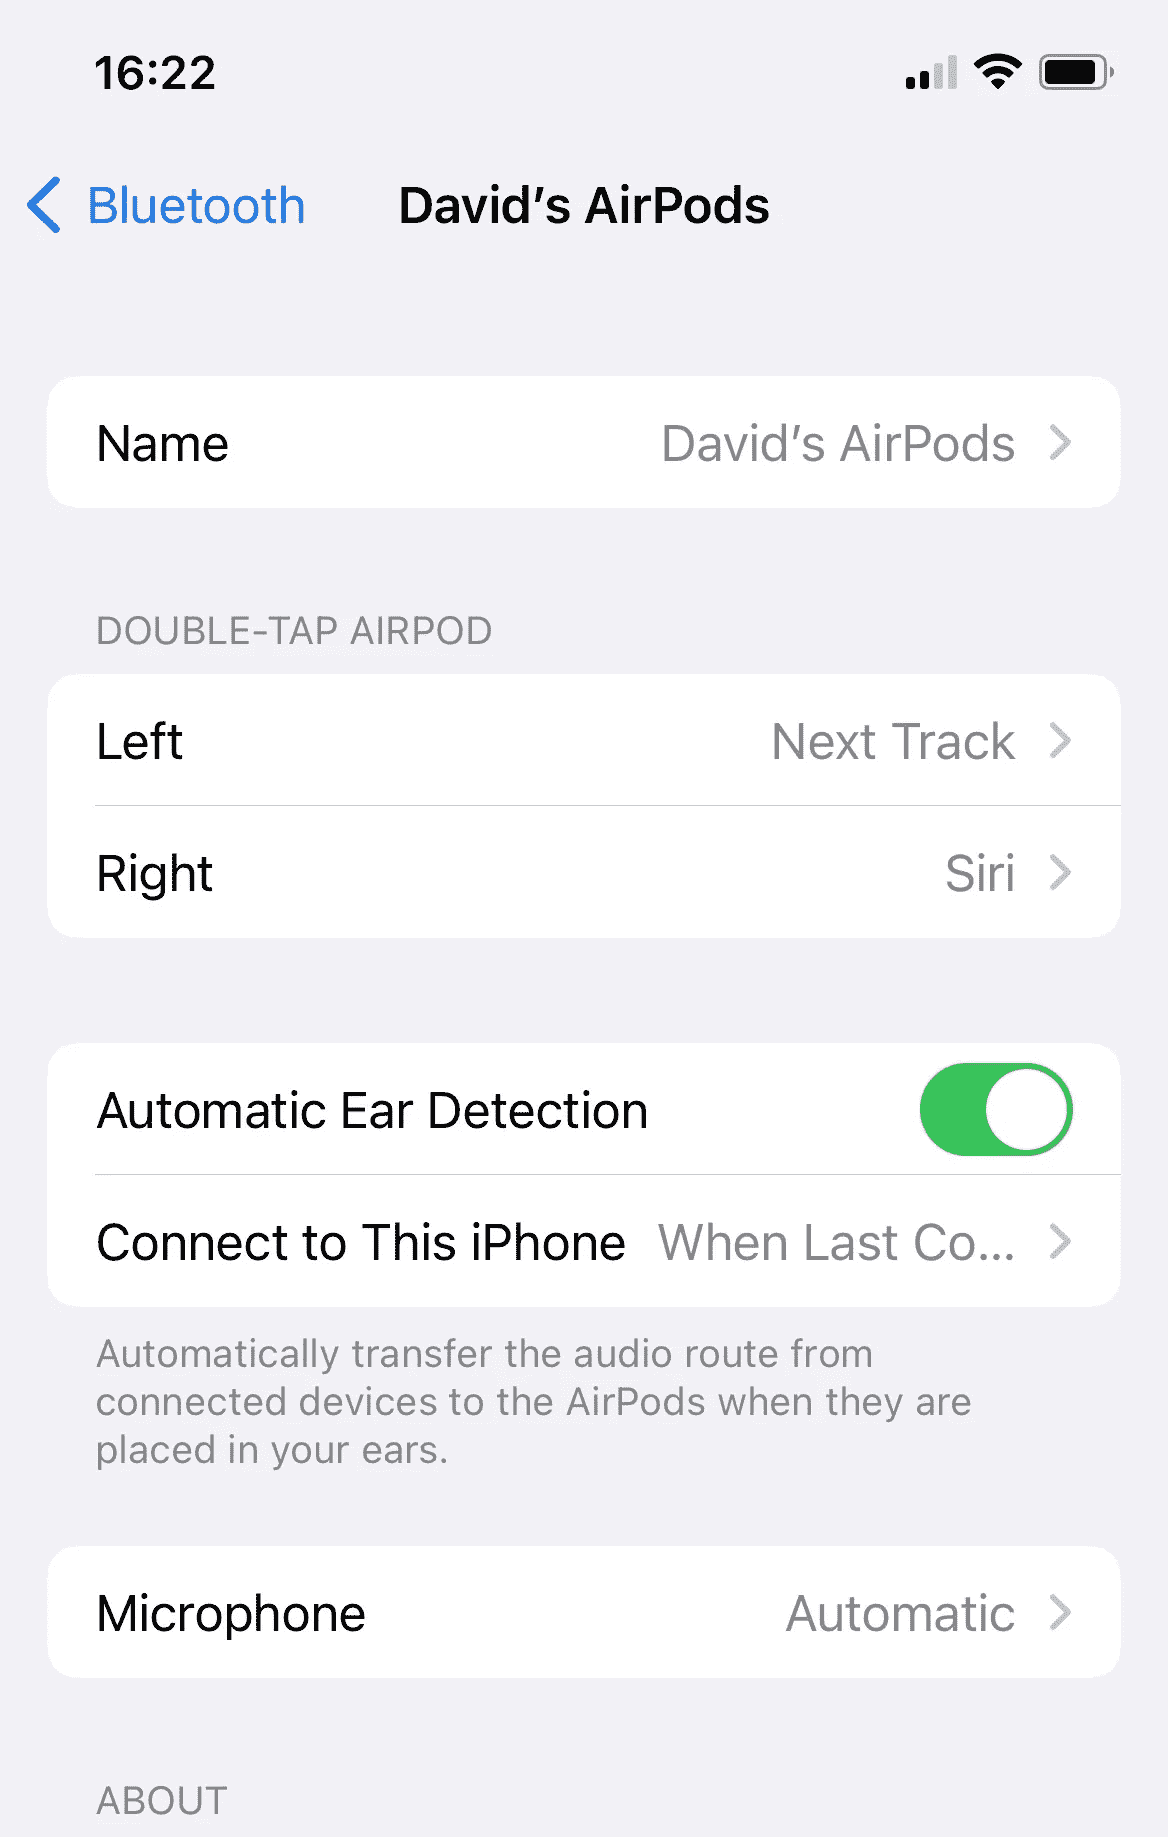 16:22
Bluetooth David’s AirPods
Name David’s AirPods
DOUBLE-TAP AIRPOD
Left Next Track
Right Siri
Automatic Ear Detection
Connect to This iPhone When Last Co...
Automatically transfer the audio route from
connected devices to the AirPods when they are
placed in your ears.
Microphone Automatic
ABOUT